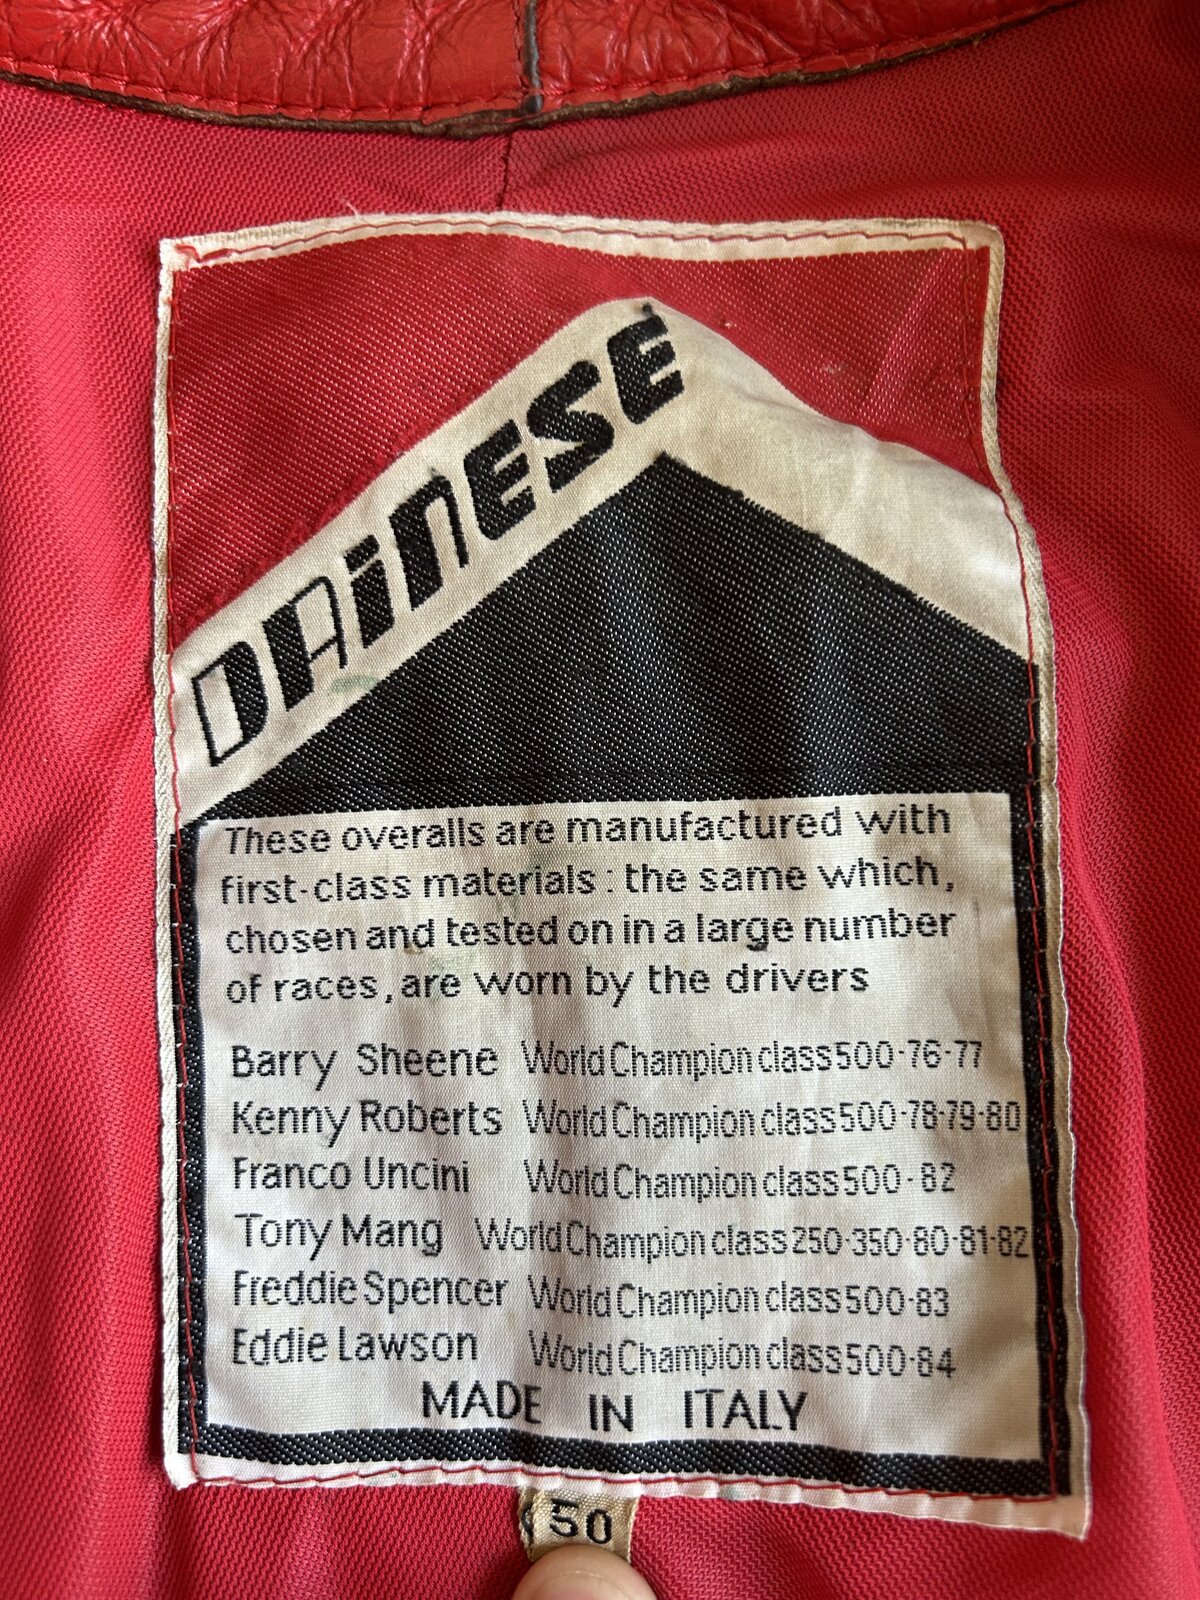 DAiNESE
These overalls are manufactured with
first-class materials : the same which,
chosen and tested on in a large number
of races, are worn by the drivers
Barry Sheene World Champion class 500-76-77
Kenny Roberts World Champion class 500-78-79-80
Franco Uncini World Champion class 500-82
Tony Mang World Champion class 250-350-80-81-82
Freddie Spencer World Champion class 500-83
Eddie Lawson World Champion class 500-84
MADE IN ITALY
50